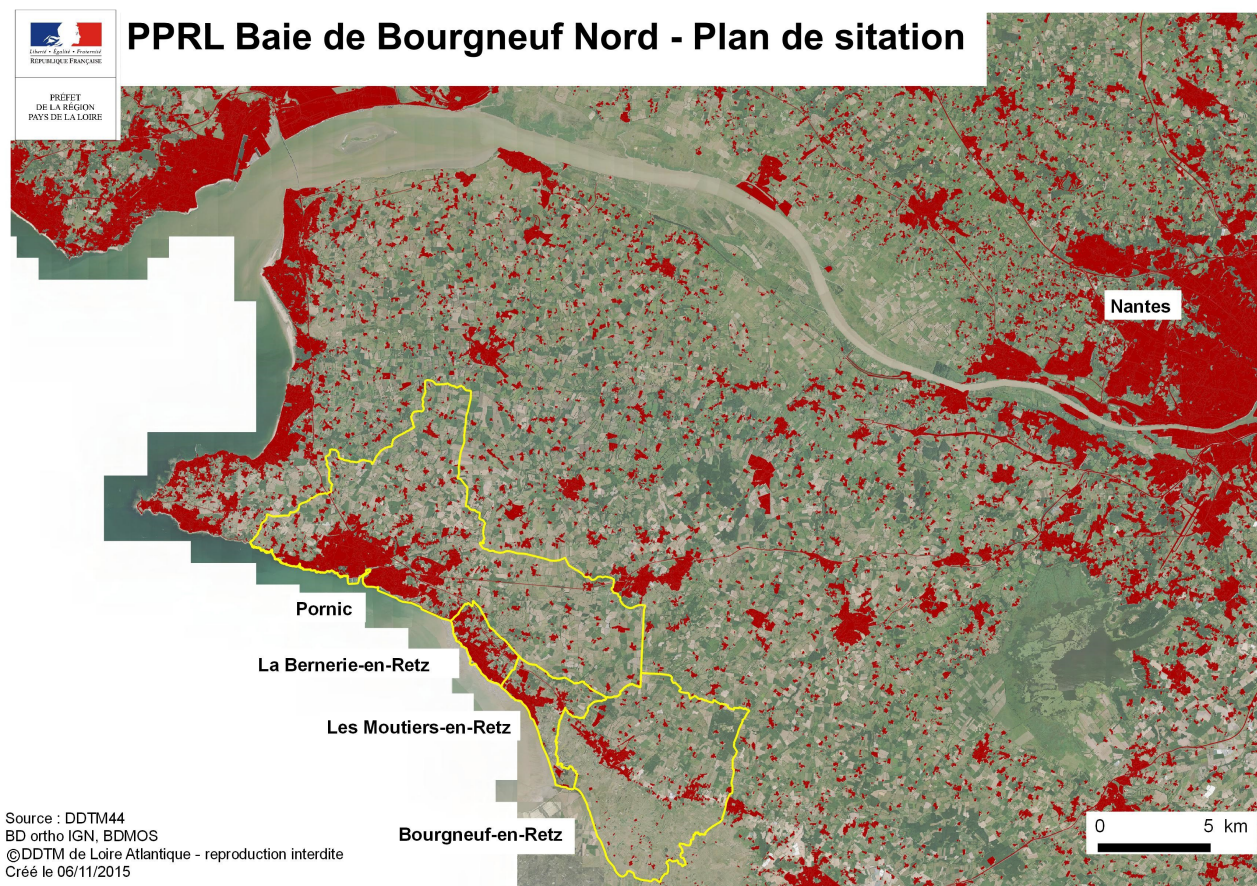 PPRL Baie de Bourgneuf Nord - Plan de sitation
Liberté • Égalité • Fraternité
RÉPUBLIQUE FRANÇAISE
PRÉFET
DE LA RÉGION
PAYS DE LA LOIRE
Nantes
Pornic
La Bernerie-en-Retz
Les Moutiers-en-Retz
Bourgneuf-en-Retz
Source : DDTM44
BD ortho IGN, BDMOS
©DDTM de Loire Atlantique - reproduction interdite
Créé le 06/11/2015
0 5 km